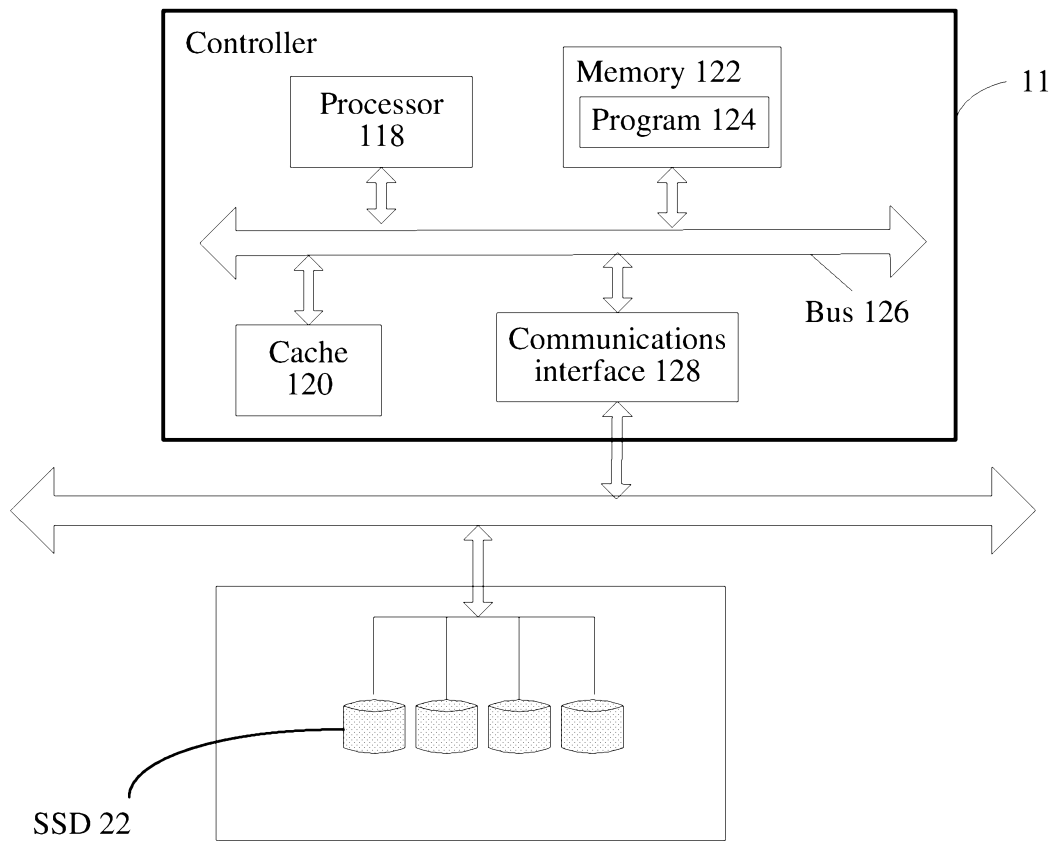 Controller
11
Memory 122
Processor
118
Program 124
Bus 126
Communications
interface 128
Cache
120
SSD 22